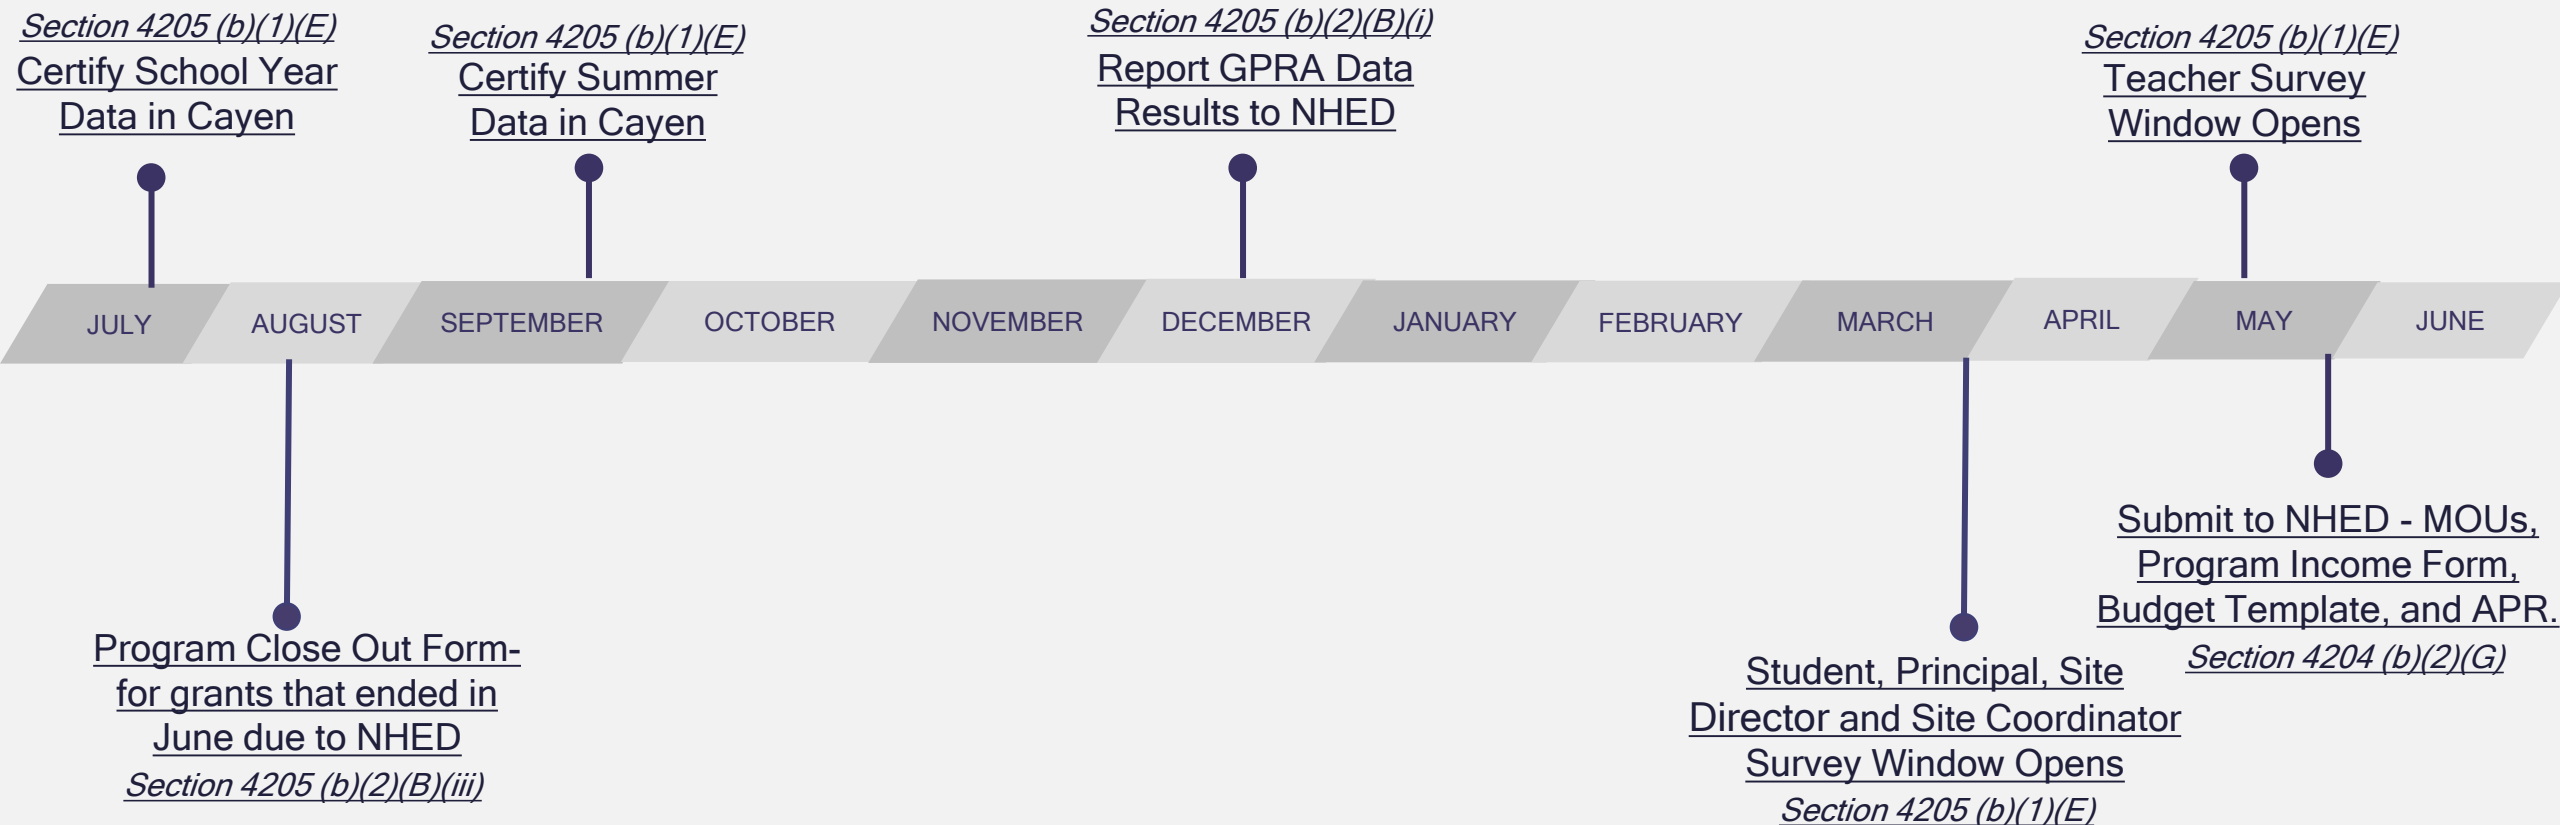 Section 4205 (b)(1)(E)
Certify School Year
Data in Cayen
Section 4205 (b)(1)(E)
Certify Summer
Data in Cayen
Section 4205 (b)(2)(B)(i)
Report GPRA Data
Results to NHED
Section 4205 (b)(1)(E)
Teacher Survey
Window Opens
JULY
AUGUST
SEPTEMBER
OCTOBER
NOVEMBER
DECEMBER
JANUARY
FEBRUARY
MARCH
APRIL
MAY
JUNE
Program Close Out Form-
for grants that ended in
June due to NHED
Section 4205 (b)(2)(B)(iii)
Student, Principal, Site
Director and Site Coordinator
Survey Window Opens
Section 4205 (b)(1)(E)
Submit to NHED - MOUs,
Program Income Form,
Budget Template, and APR.
Section 4204 (b)(2)(G)